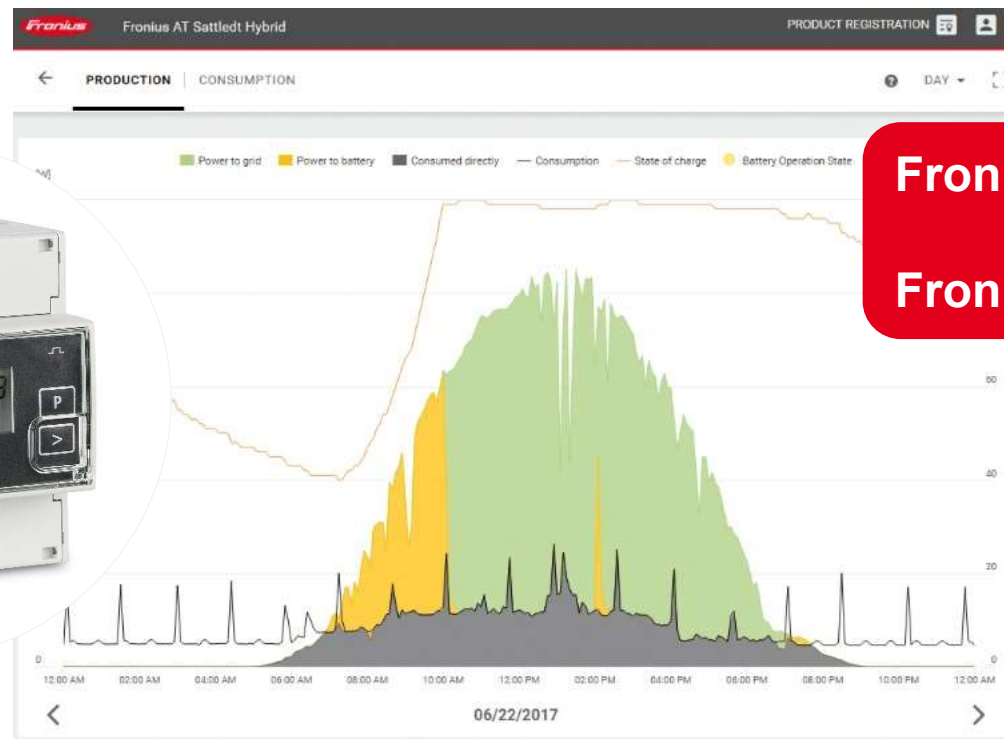 Fronius Fronius AT Sattledt Hybrid PRODUCT REGISTRATION
PRODUCTION CONSUMPTION DAY
Power to grid Power to battery Consumed directly Consumption State of charge Battery Operation State
Fron
Fron
P
>
60
40
20
0 0
12:00 AM 02:00 AM 04:00 AM 06:00 AM 08:00 AM 10:00 AM 12:00 PM 02:00 PM 04:00 PM 06:00 PM 08:00 PM 10:00 PM 12:00 AM
06/22/2017